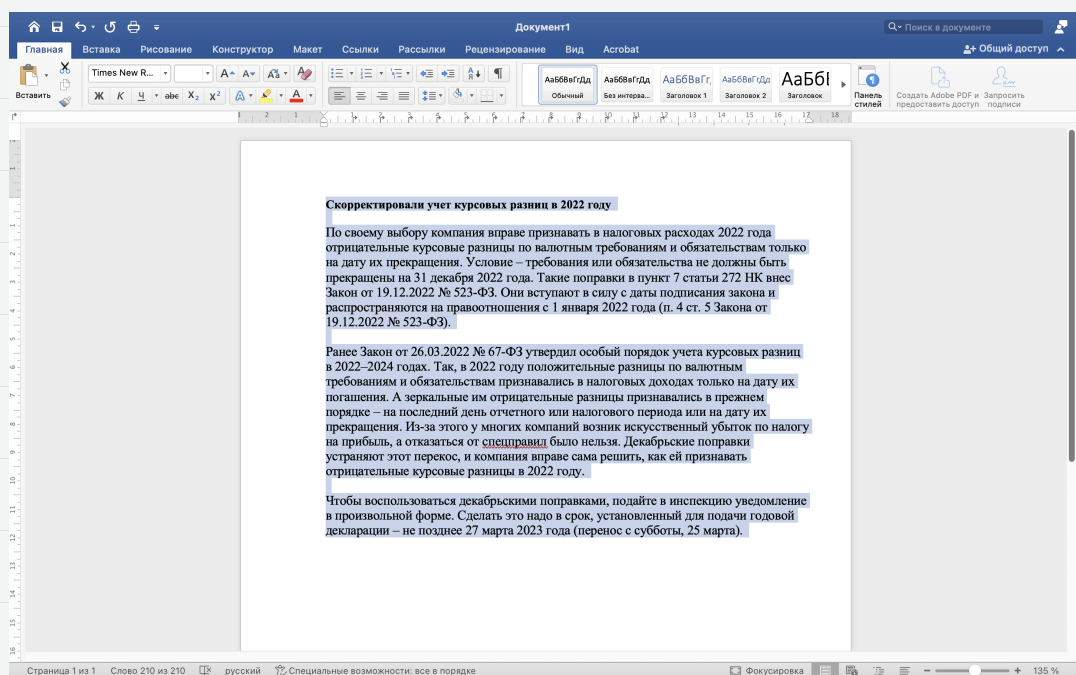 Документ1
Поиск в документе
Главная Вставка Рисование Конструктор Макет Ссылки Рассылки Рецензирование Вид Acrobat Общий доступ
Вставить
Times New R...
Ж К Ч abc X₂ X²
АаБбВвГгДд АаБбВвГгДд АаБбВвГг, АаБбВвГгДд АаБбІ
Обычный Без интерва... Заголовок 1 Заголовок 2 Заголовок
Панель стилей
Создать Adobe PDF и предоставить доступ
Запросить подписи
Скорректировали учет курсовых разниц в 2022 году
По своему выбору компания вправе признавать в налоговых расходах 2022 года
отрицательные курсовые разницы по валютным требованиям и обязательствам только
на дату их прекращения. Условие – требования или обязательства не должны быть
прекращены на 31 декабря 2022 года. Такие поправки в пункт 7 статьи 272 НК внес
Закон от 19.12.2022 № 523-ФЗ. Они вступают в силу с даты подписания закона и
распространяются на правоотношения с 1 января 2022 года (п. 4 ст. 5 Закона от
19.12.2022 № 523-ФЗ).
Ранее Закон от 26.03.2022 № 67-ФЗ утвердил особый порядок учета курсовых разниц
в 2022–2024 годах. Так, в 2022 году положительные разницы по валютным
требованиям и обязательствам признавались в налоговых доходах только на дату их
погашения. А зеркальные им отрицательные разницы признавались в прежнем
порядке – на последний день отчетного или налогового периода или на дату их
прекращения. Из-за этого у многих компаний возник искусственный убыток по налогу
на прибыль, а отказаться от спецправил было нельзя. Декабрьские поправки
устраняют этот перекос, и компания вправе сама решить, как ей признавать
отрицательные курсовые разницы в 2022 году.
Чтобы воспользоваться декабрьскими поправками, подайте в инспекцию уведомление
в произвольной форме. Сделать это надо в срок, установленный для подачи годовой
декларации – не позднее 27 марта 2023 года (перенос с субботы, 25 марта).
Страница 1 из 1 Слово 210 из 210 русский Специальные возможности: все в порядке Фокусировка 135 %